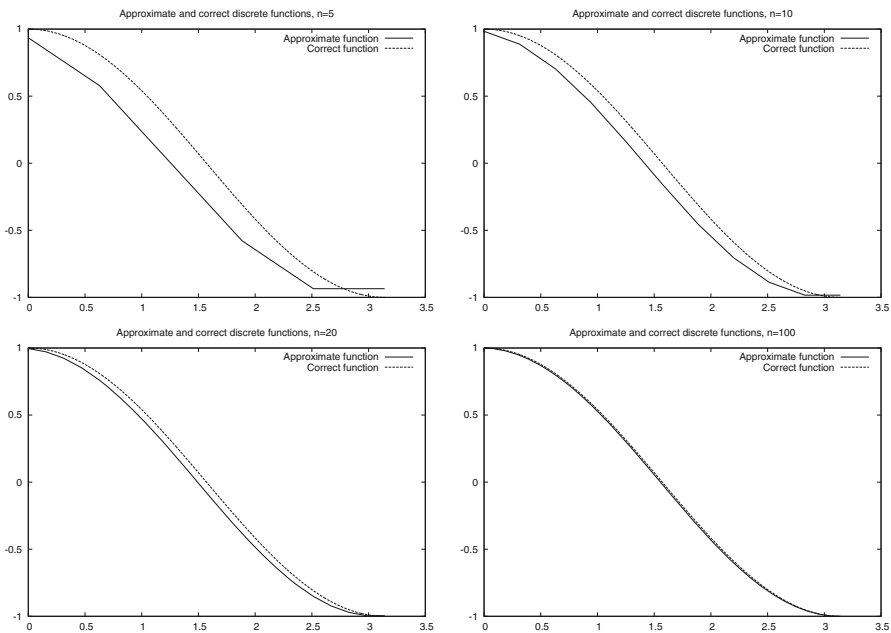 Approximate and correct discrete functions, n=5
Approximate function
Correct function
1
0.5
0
-0.5
-1
0 0.5 1 1.5 2 2.5 3 3.5
Approximate and correct discrete functions, n=10
Approximate function
Correct function
1
0.5
0
-0.5
-1
0 0.5 1 1.5 2 2.5 3 3.5
Approximate and correct discrete functions, n=20
Approximate function
Correct function
1
0.5
0
-0.5
-1
0 0.5 1 1.5 2 2.5 3 3.5
Approximate and correct discrete functions, n=100
Approximate function
Correct function
1
0.5
0
-0.5
-1
0 0.5 1 1.5 2 2.5 3 3.5